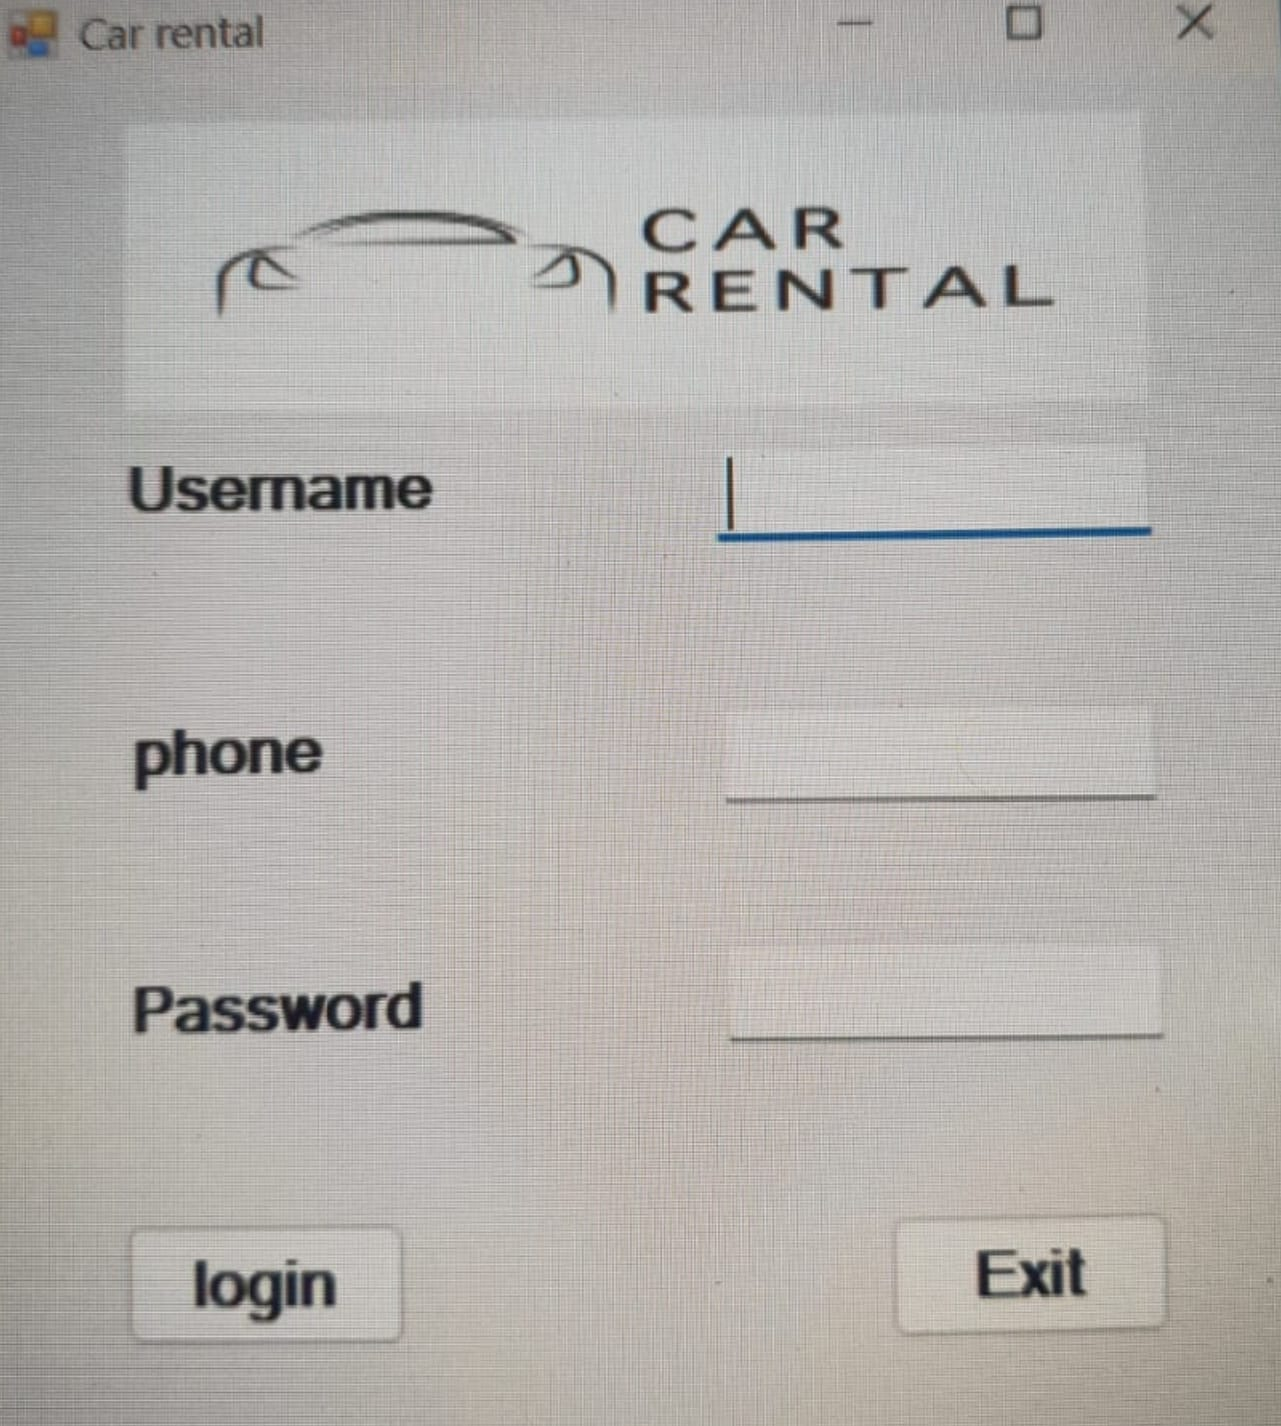 Car rental
CAR
RENTAL
Username
phone
Password
login
Exit